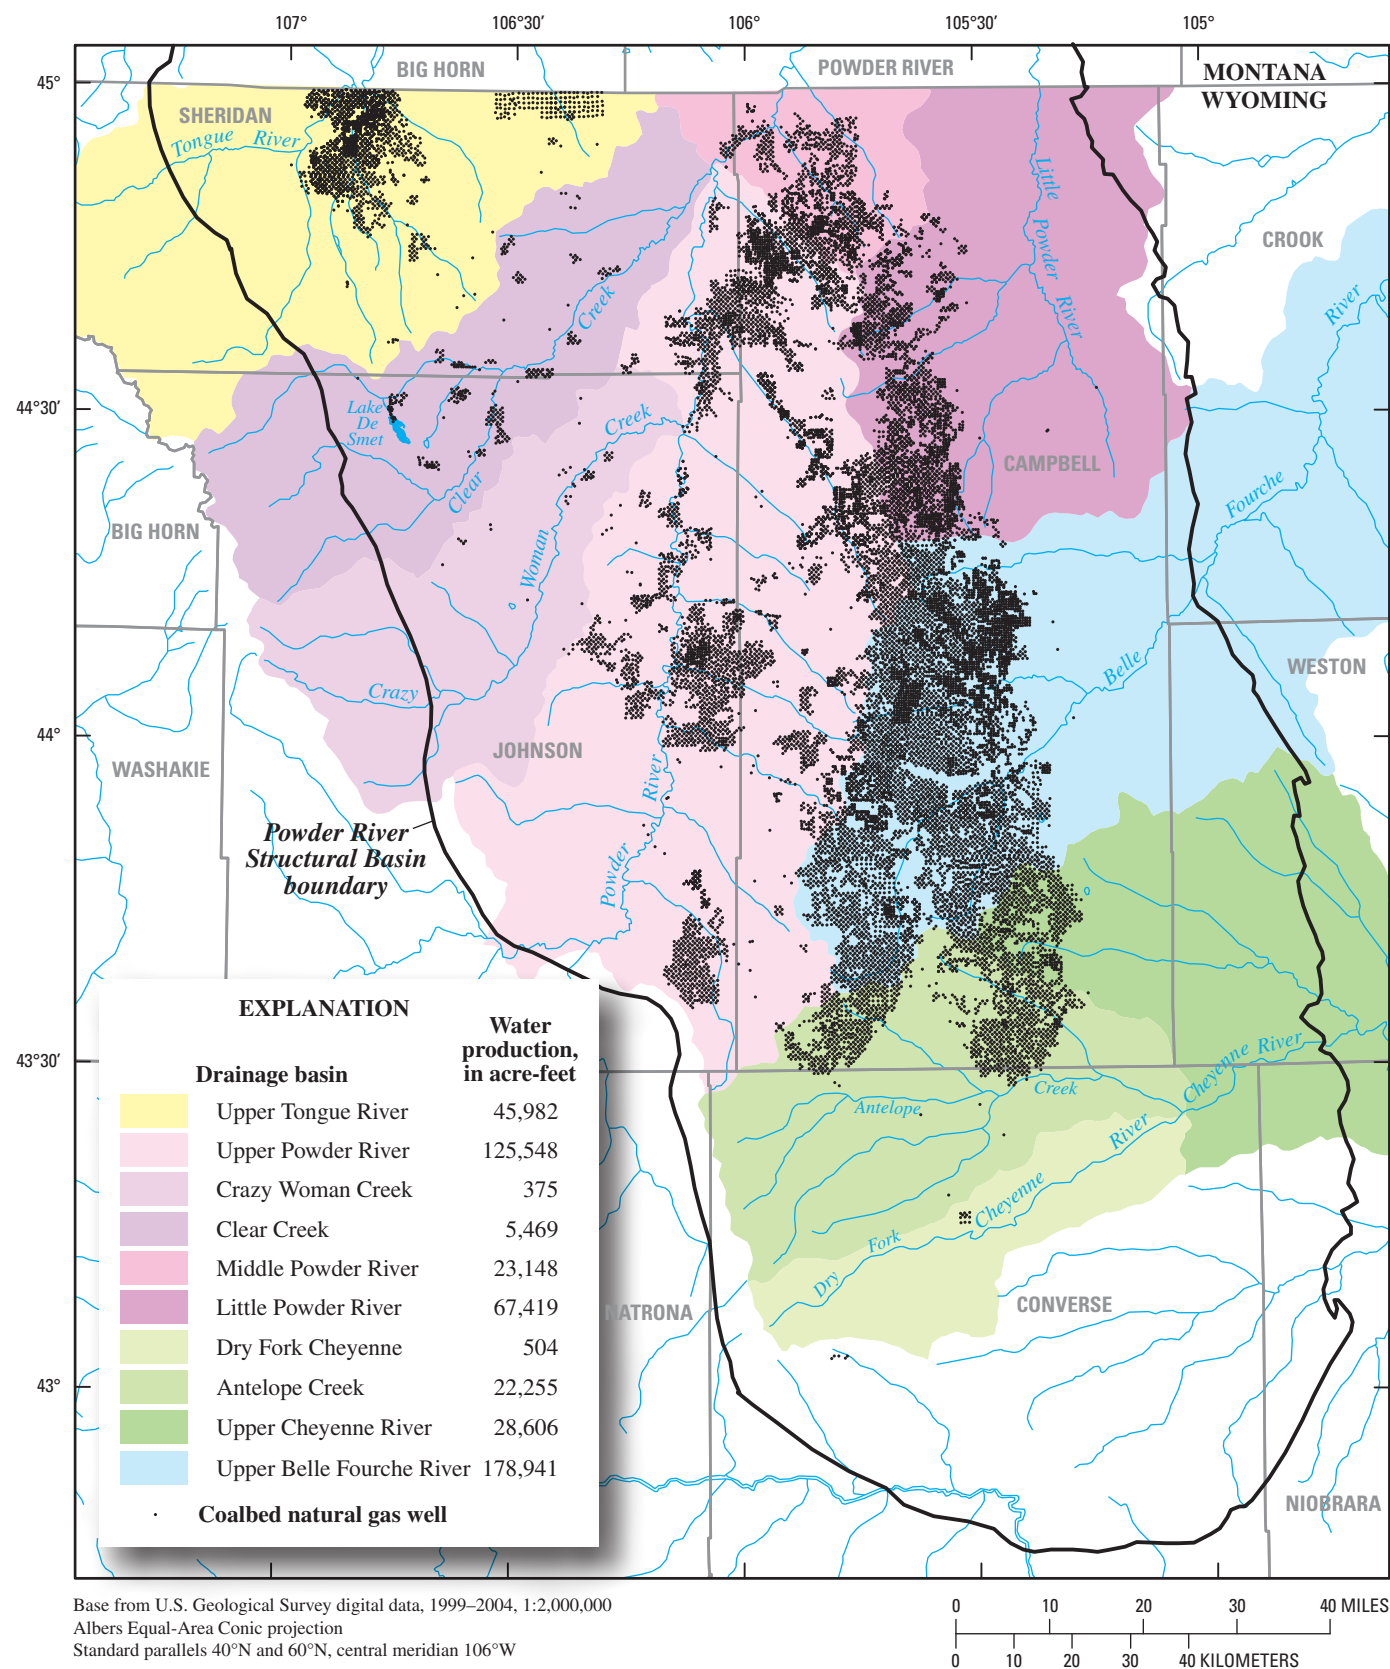 107° 106°30′ 106° 105°30′ 105°
45°
44°30′
44°
43°30′
43°
BIG HORN
POWDER RIVER
MONTANA
WYOMING
SHERIDAN
Tongue River
Little Powder River
CROOK
River
Creek
Lake
De
Smet
Creek
Clear
CAMPBELL
Fourche
BIG HORN
Woman
Belle
WESTON
Crazy
JOHNSON
WASHAKIE
River
Powder River
Structural Basin
boundary
Powder
Cheyenne River
Creek
Antelope
River
Cheyenne
Fork
Dry
NATRONA
CONVERSE
NIOBRARA
EXPLANATION
Water
production,
in acre-feet
Drainage basin
Upper Tongue River 45,982
Upper Powder River 125,548
Crazy Woman Creek 375
Clear Creek 5,469
Middle Powder River 23,148
Little Powder River 67,419
Dry Fork Cheyenne 504
Antelope Creek 22,255
Upper Cheyenne River 28,606
Upper Belle Fourche River 178,941
Coalbed natural gas well
Base from U.S. Geological Survey digital data, 1999–2004, 1:2,000,000
Albers Equal-Area Conic projection
Standard parallels 40°N and 60°N, central meridian 106°W
0 10 20 30 40 MILES
0 10 20 30 40 KILOMETERS